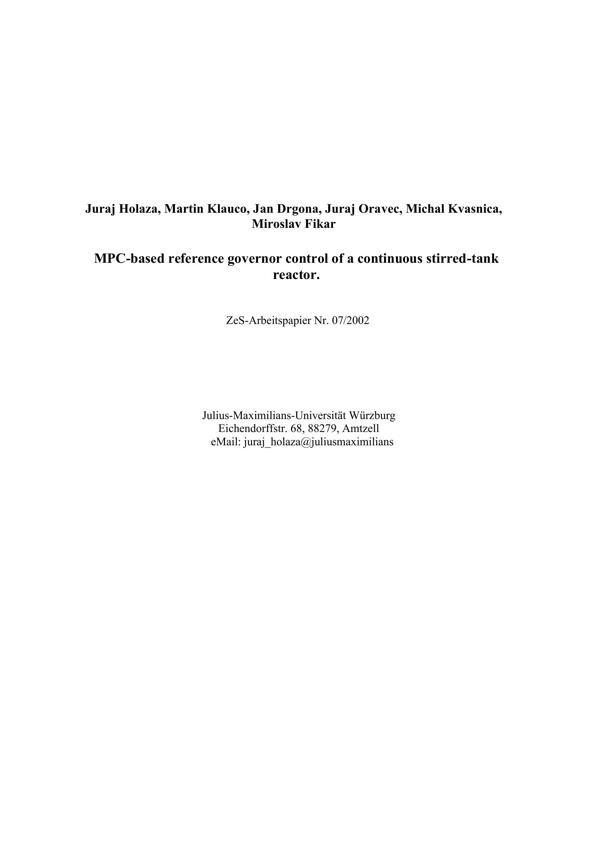 Juraj Holaza, Martin Klauco, Jan Drgona, Juraj Oravec, Michal Kvasnica,
Miroslav Fikar
MPC-based reference governor control of a continuous stirred-tank
reactor.
ZeS-Arbeitspapier Nr. 07/2002
Julius-Maximilians-Universität Würzburg
Eichendorffstr. 68, 88279, Amtzell
eMail: juraj_holaza@juliusmaximilians